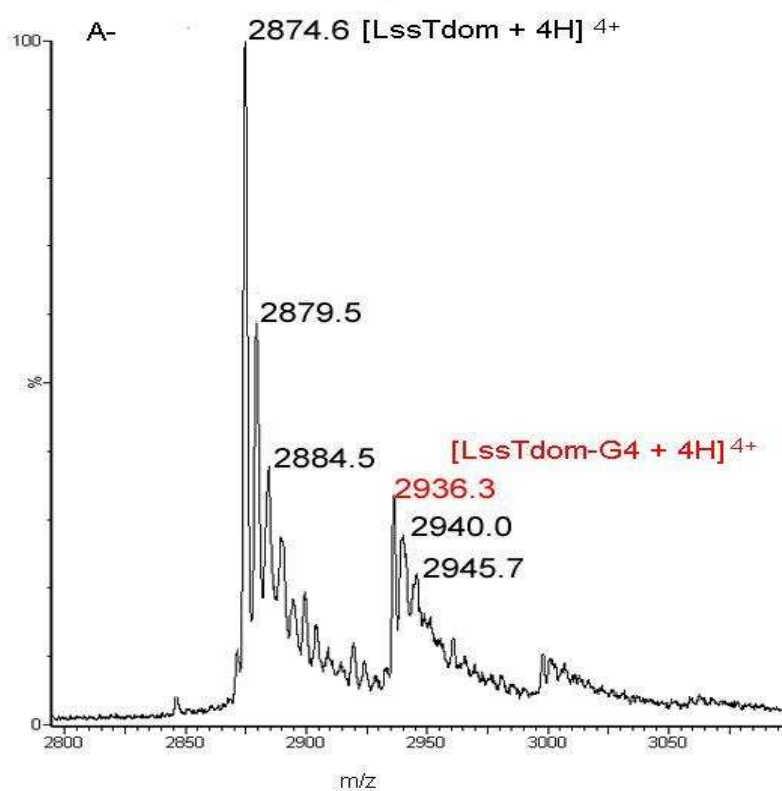 A-
2874.6 [LssTdom + 4H] 4+
100
2879.5
%
2884.5
[LssTdom-G4 + 4H] 4+
2936.3
2940.0
2945.7
0
2800 2850 2900 2950 3000 3050
m/z